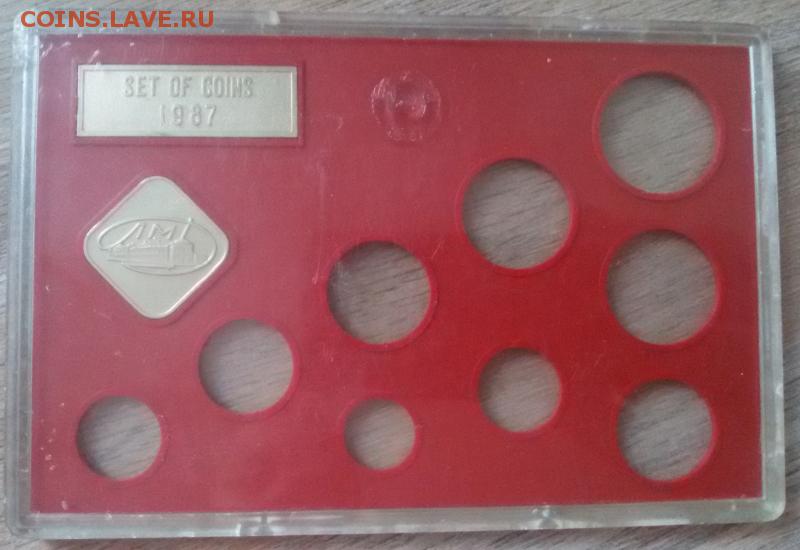 COINS.LAVE.RU
SET OF COINS
1987
ЛМД